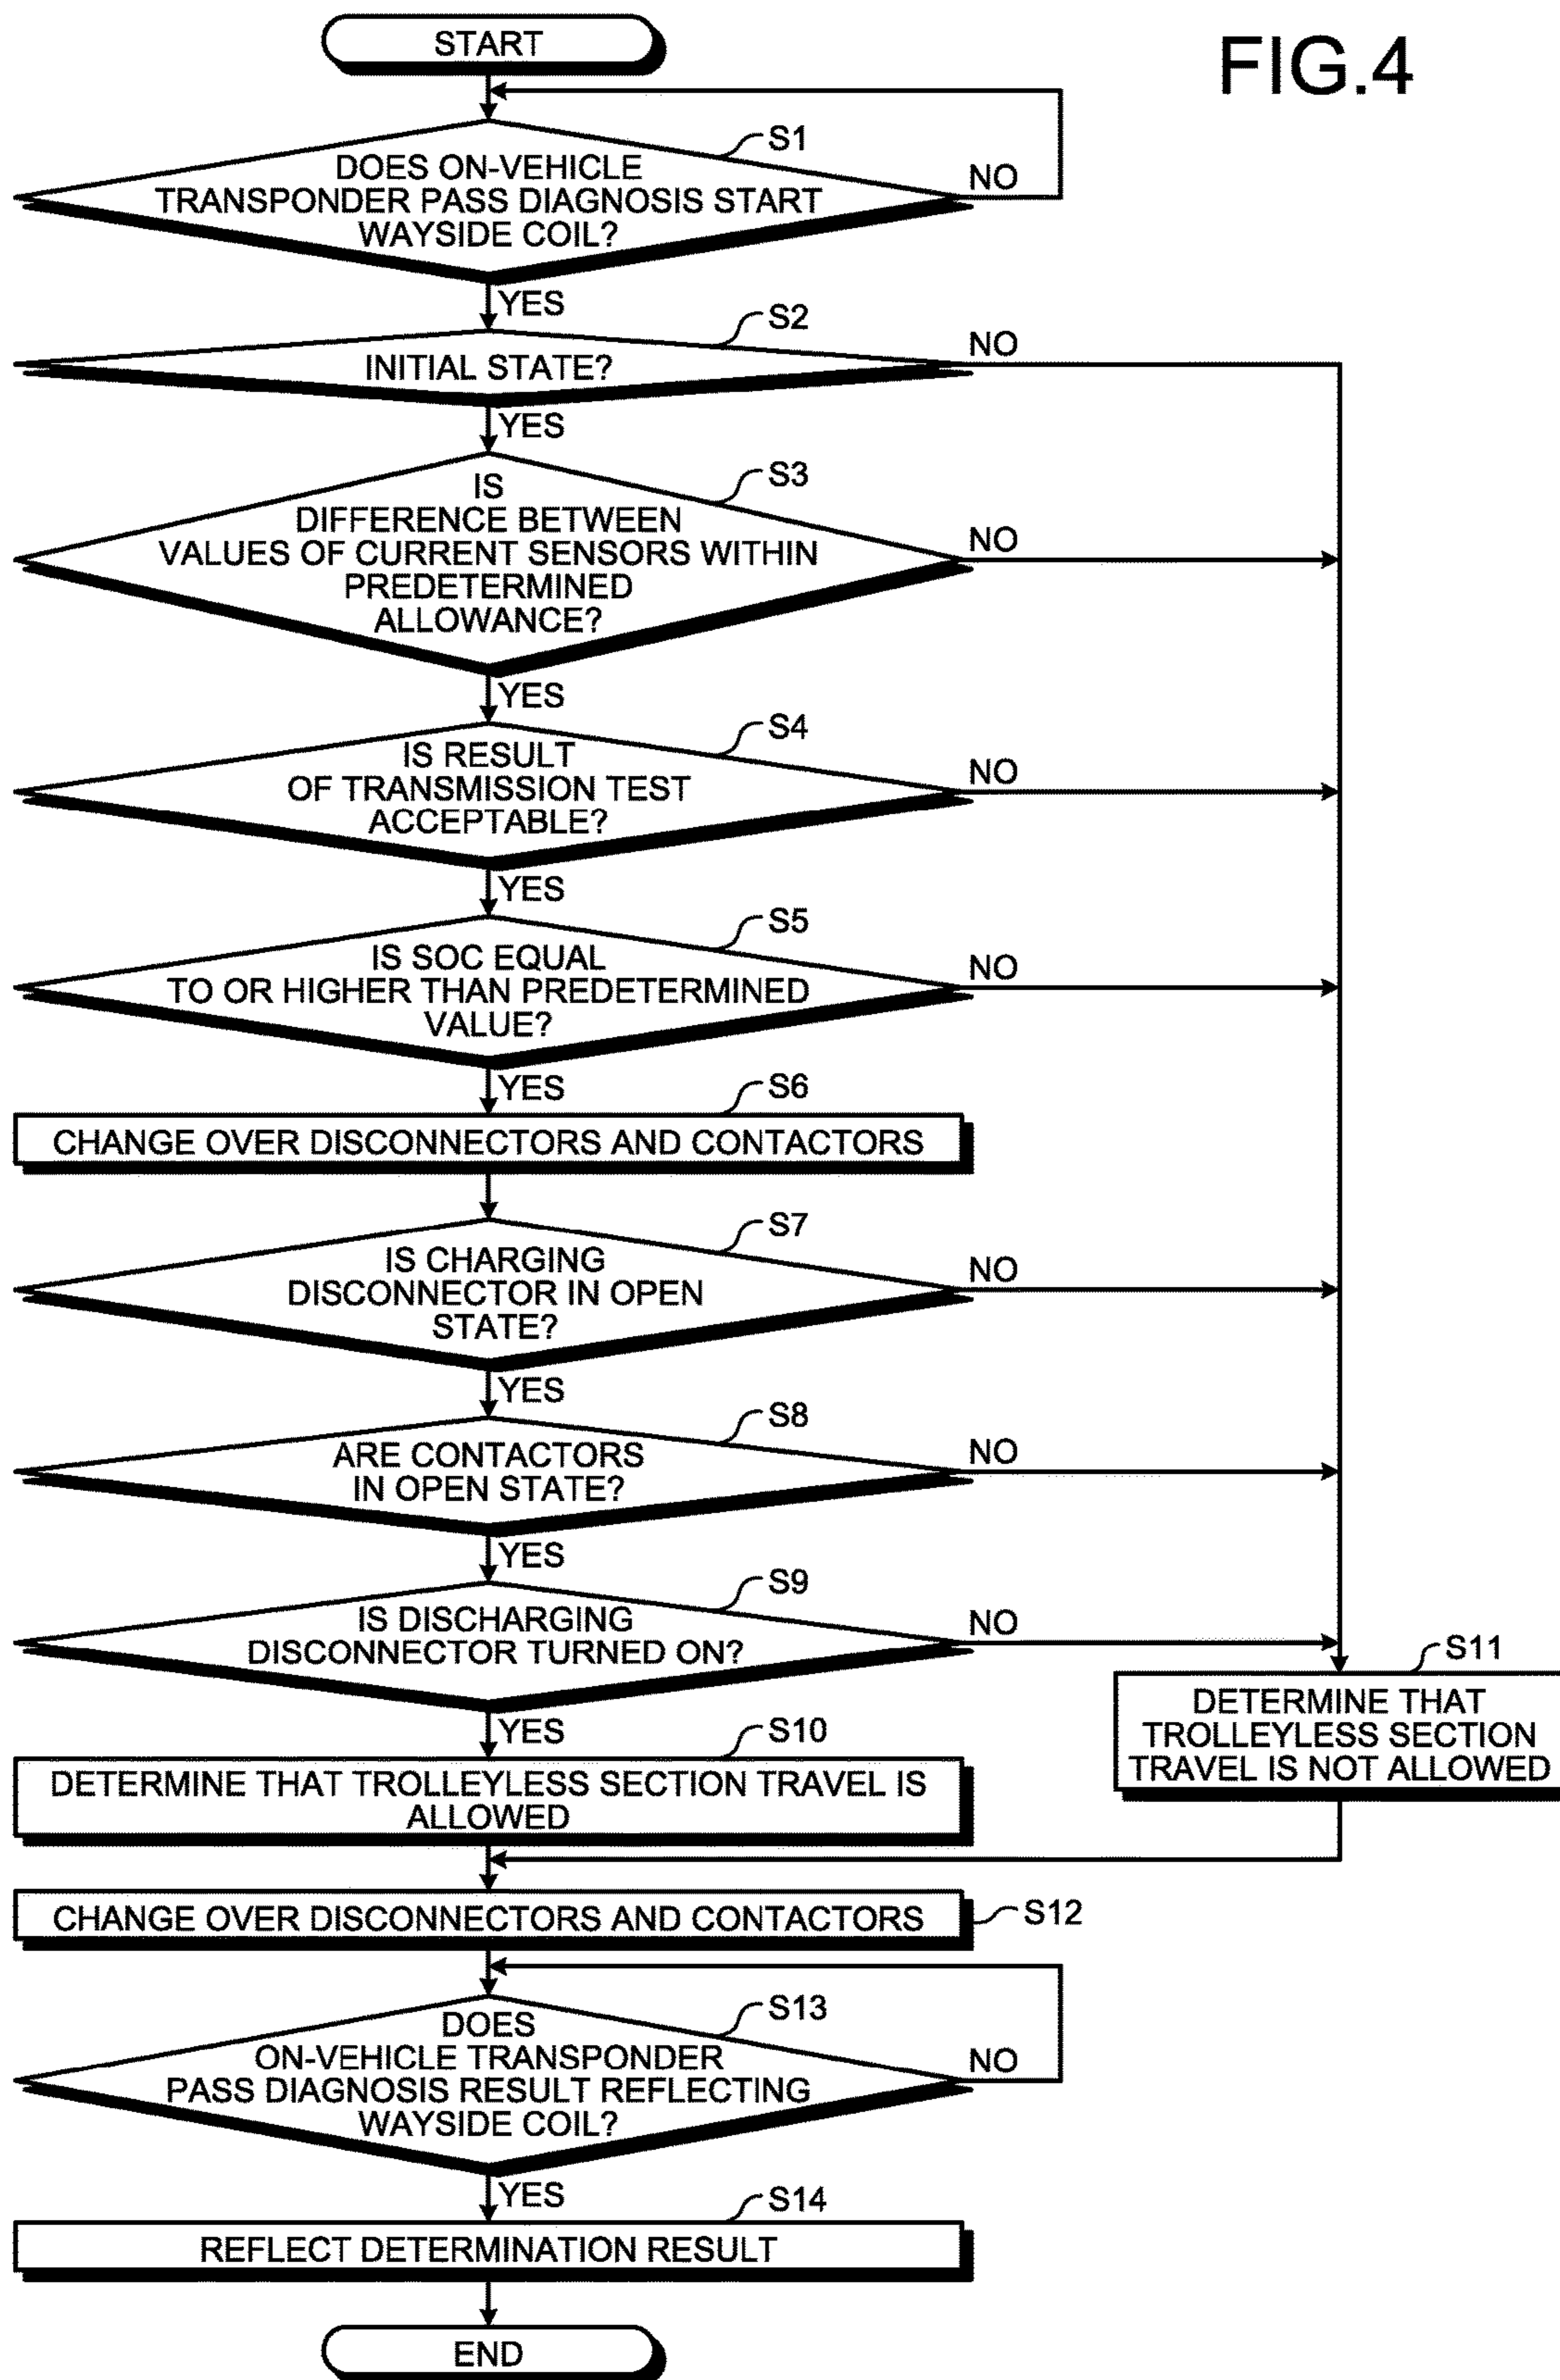 FIG.4
START
S1
DOES ON-VEHICLE
TRANSPONDER PASS DIAGNOSIS START
WAYSIDE COIL?
NO
YES
S2
INITIAL STATE?
NO
YES
S3
IS
DIFFERENCE BETWEEN
VALUES OF CURRENT SENSORS WITHIN
PREDETERMINED
ALLOWANCE?
NO
YES
S4
IS RESULT
OF TRANSMISSION TEST
ACCEPTABLE?
NO
YES
S5
IS SOC EQUAL
TO OR HIGHER THAN PREDETERMINED
VALUE?
NO
YES
S6
CHANGE OVER DISCONNECTORS AND CONTACTORS
S7
IS CHARGING
DISCONNECTOR IN OPEN
STATE?
NO
YES
S8
ARE CONTACTORS
IN OPEN STATE?
NO
YES
S9
IS DISCHARGING
DISCONNECTOR TURNED ON?
NO
YES
S10
DETERMINE THAT TROLLEYLESS SECTION TRAVEL IS
ALLOWED
S11
DETERMINE THAT
TROLLEYLESS SECTION
TRAVEL IS NOT ALLOWED
CHANGE OVER DISCONNECTORS AND CONTACTORS
S12
S13
DOES
ON-VEHICLE TRANSPONDER
PASS DIAGNOSIS RESULT REFLECTING
WAYSIDE COIL?
NO
YES
S14
REFLECT DETERMINATION RESULT
END